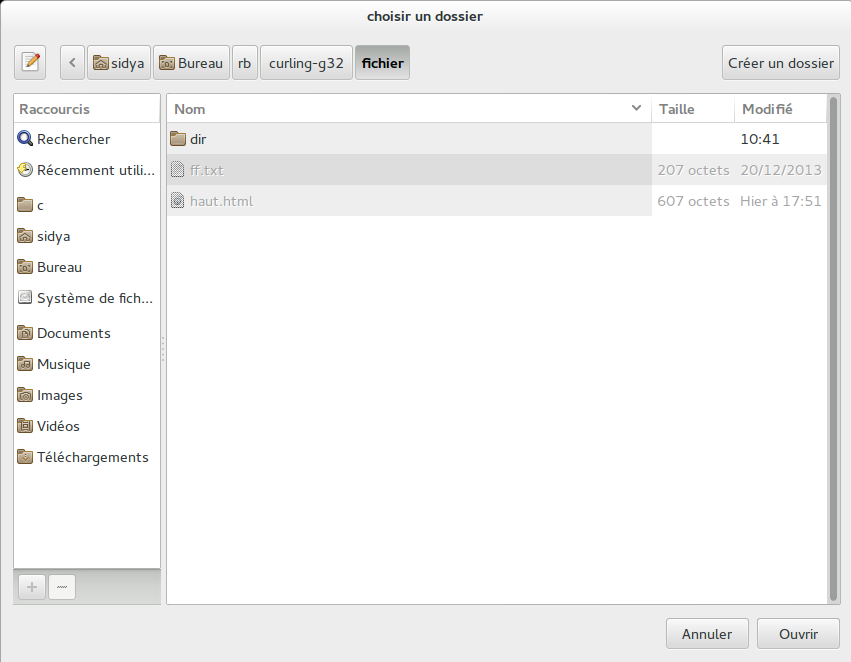 choisir un dossier
sidya Bureau rb curling-g32 fichier Créer un dossier
Raccourcis
Rechercher
Récemment utili...
c
sidya
Bureau
Système de fich...
Documents
Musique
Images
Vidéos
Téléchargements
Nom Taille Modifié
dir 10:41
ff.txt 207 octets 20/12/2013
haut.html 607 octets Hier à 17:51
Annuler Ouvrir